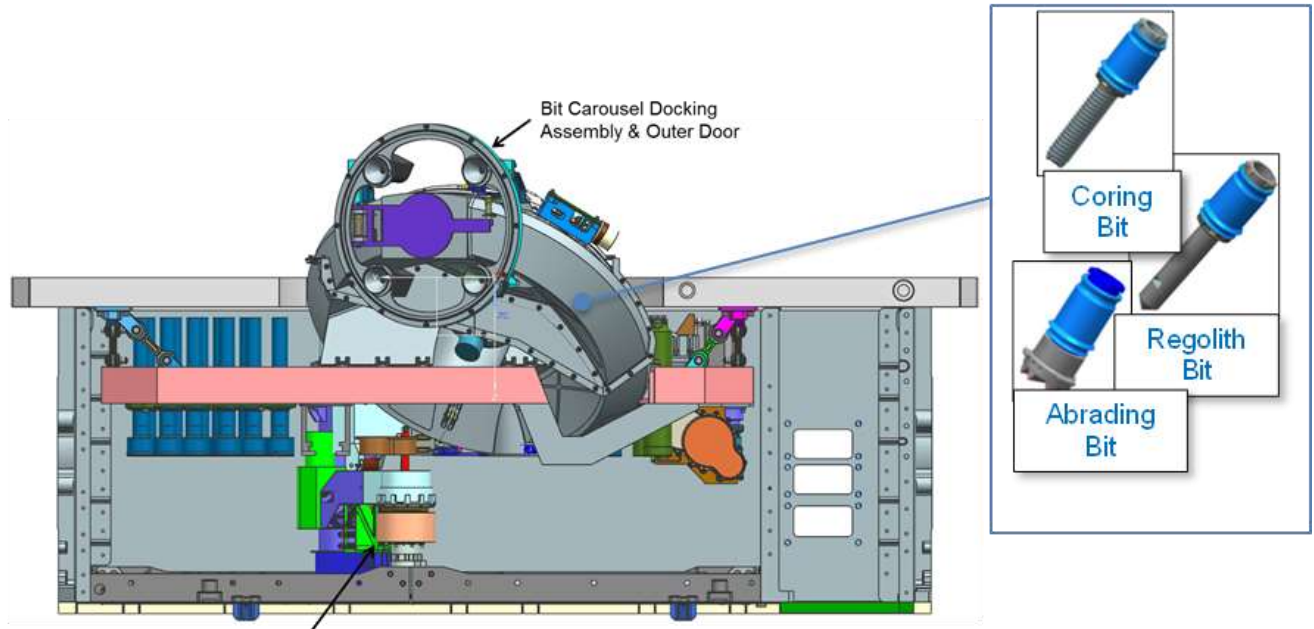 Bit Carousel Docking
Assembly & Outer Door
Coring
Bit
Regolith
Bit
Abrading
Bit